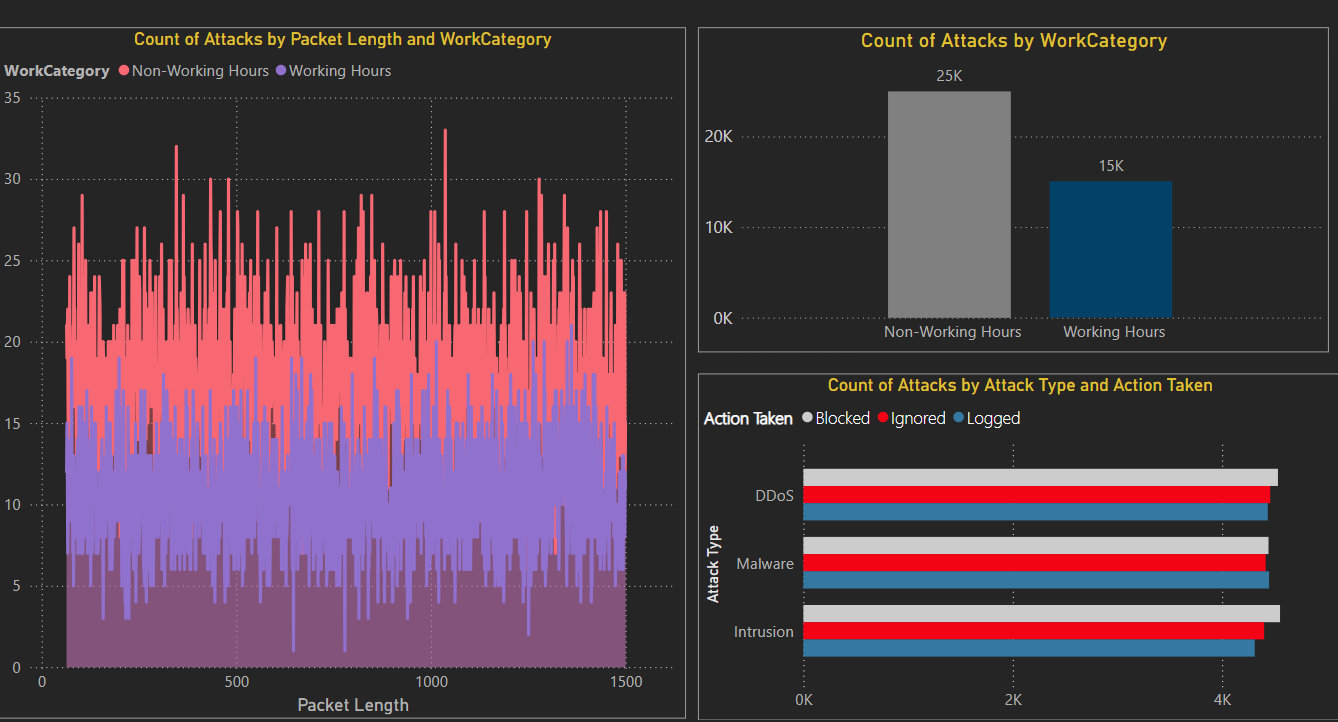 Count of Attacks by Packet Length and WorkCategory
WorkCategory Non-Working Hours Working Hours
35
30
25
20
15
10
5
0
0 500 1000 1500
Packet Length
Count of Attacks by WorkCategory
25K
20K
15K
10K
0K
Non-Working Hours Working Hours
Count of Attacks by Attack Type and Action Taken
Action Taken Blocked Ignored Logged
Attack Type
DDoS
Malware
Intrusion
0K 2K 4K